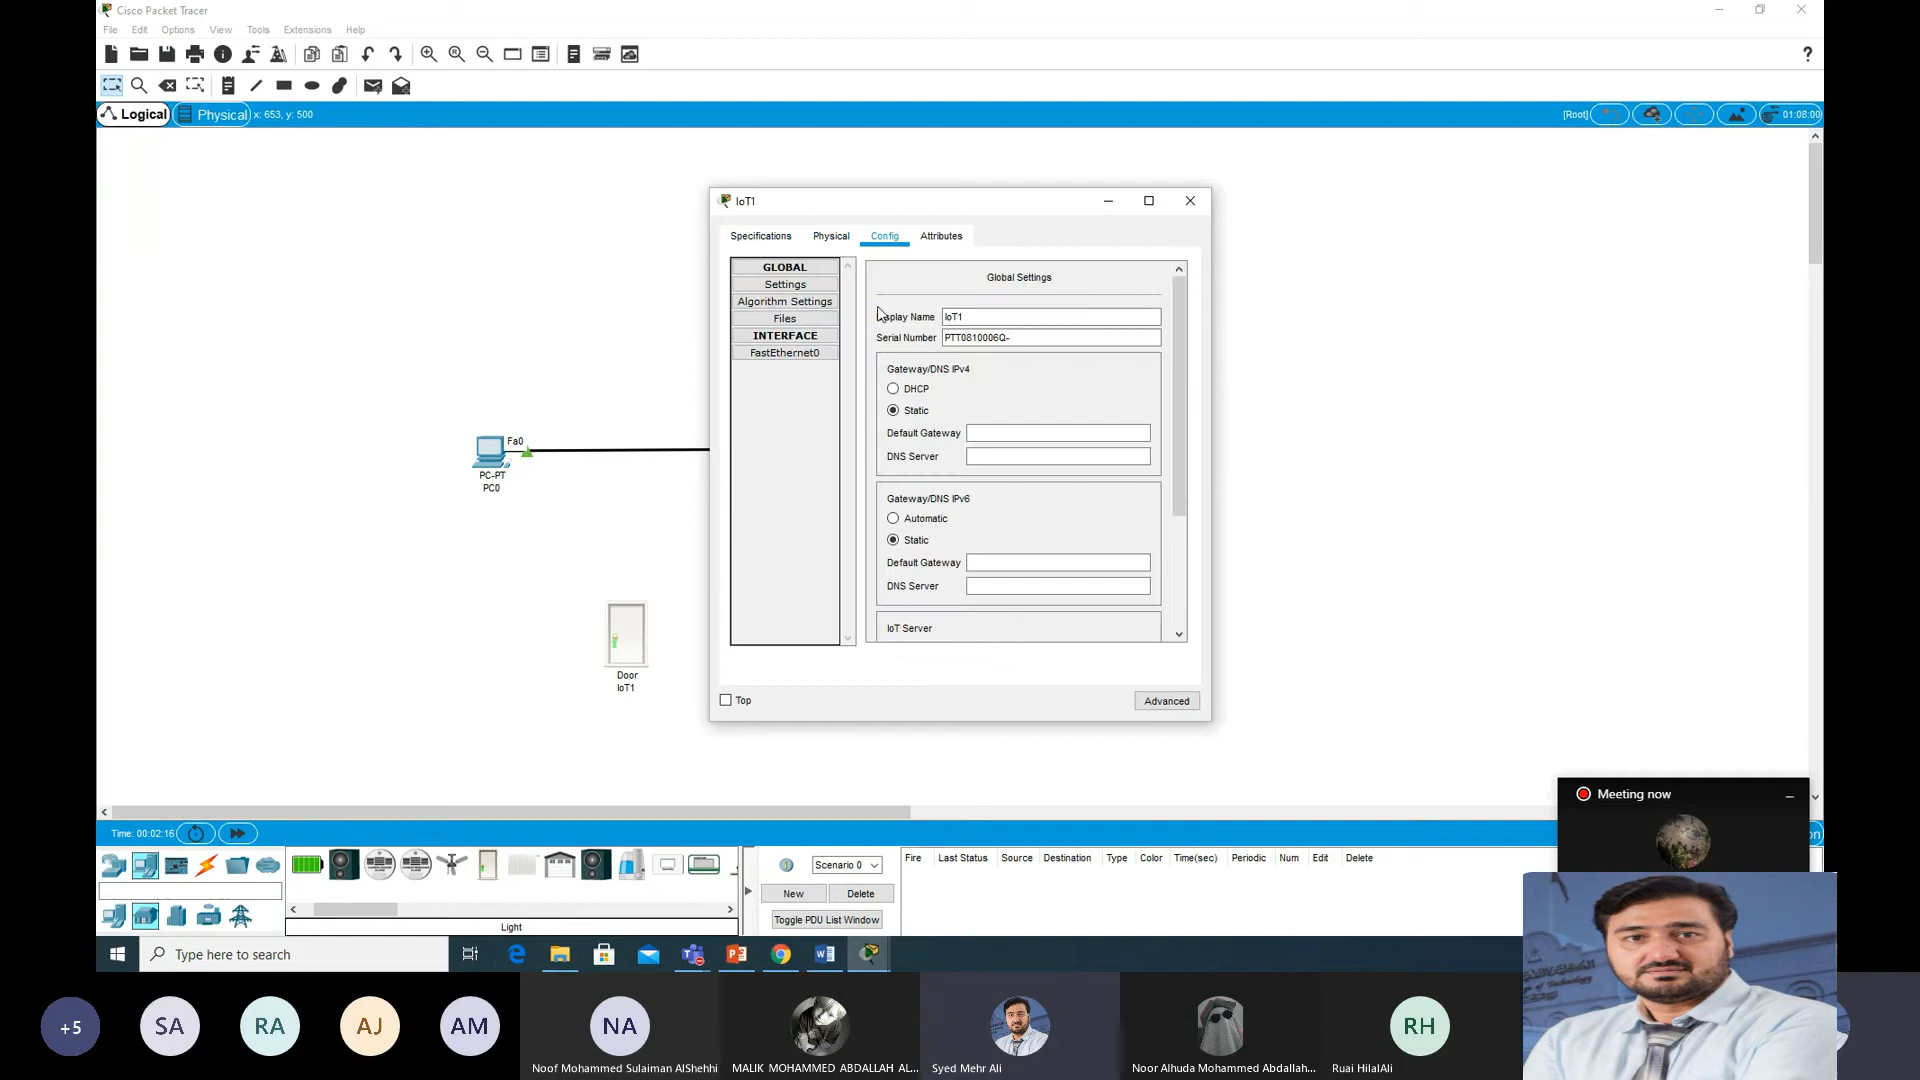 Cisco Packet Tracer
File Edit Options View Tools Extensions Help
?
Logical Physical x: 653, y: 500 [Root] 01:08:00
IoT1
Specifications Physical Config Attributes
GLOBAL
Settings
Algorithm Settings
Files
INTERFACE
FastEthernet0
Global Settings
splay Name IoT1
Serial Number PTT0810006Q-
Gateway/DNS IPv4
DHCP
Static
Default Gateway
DNS Server
Gateway/DNS IPv6
Automatic
Static
Default Gateway
DNS Server
IoT Server
Top Advanced
Fa0
PC-PT
PC0
Door
IoT1
Meeting now
Time: 00:02:16
Scenario 0
New Delete
Toggle PDU List Window
Fire Last Status Source Destination Type Color Time(sec) Periodic Num Edit Delete
Light
Type here to search
+5 SA RA AJ AM NA RH
Noof Mohammed Sulaiman AlShehhi MALIK MOHAMMED ABDALLAH AL... Syed Mehr Ali Noor Alhuda Mohammed Abdallah... Ruai HilalAli